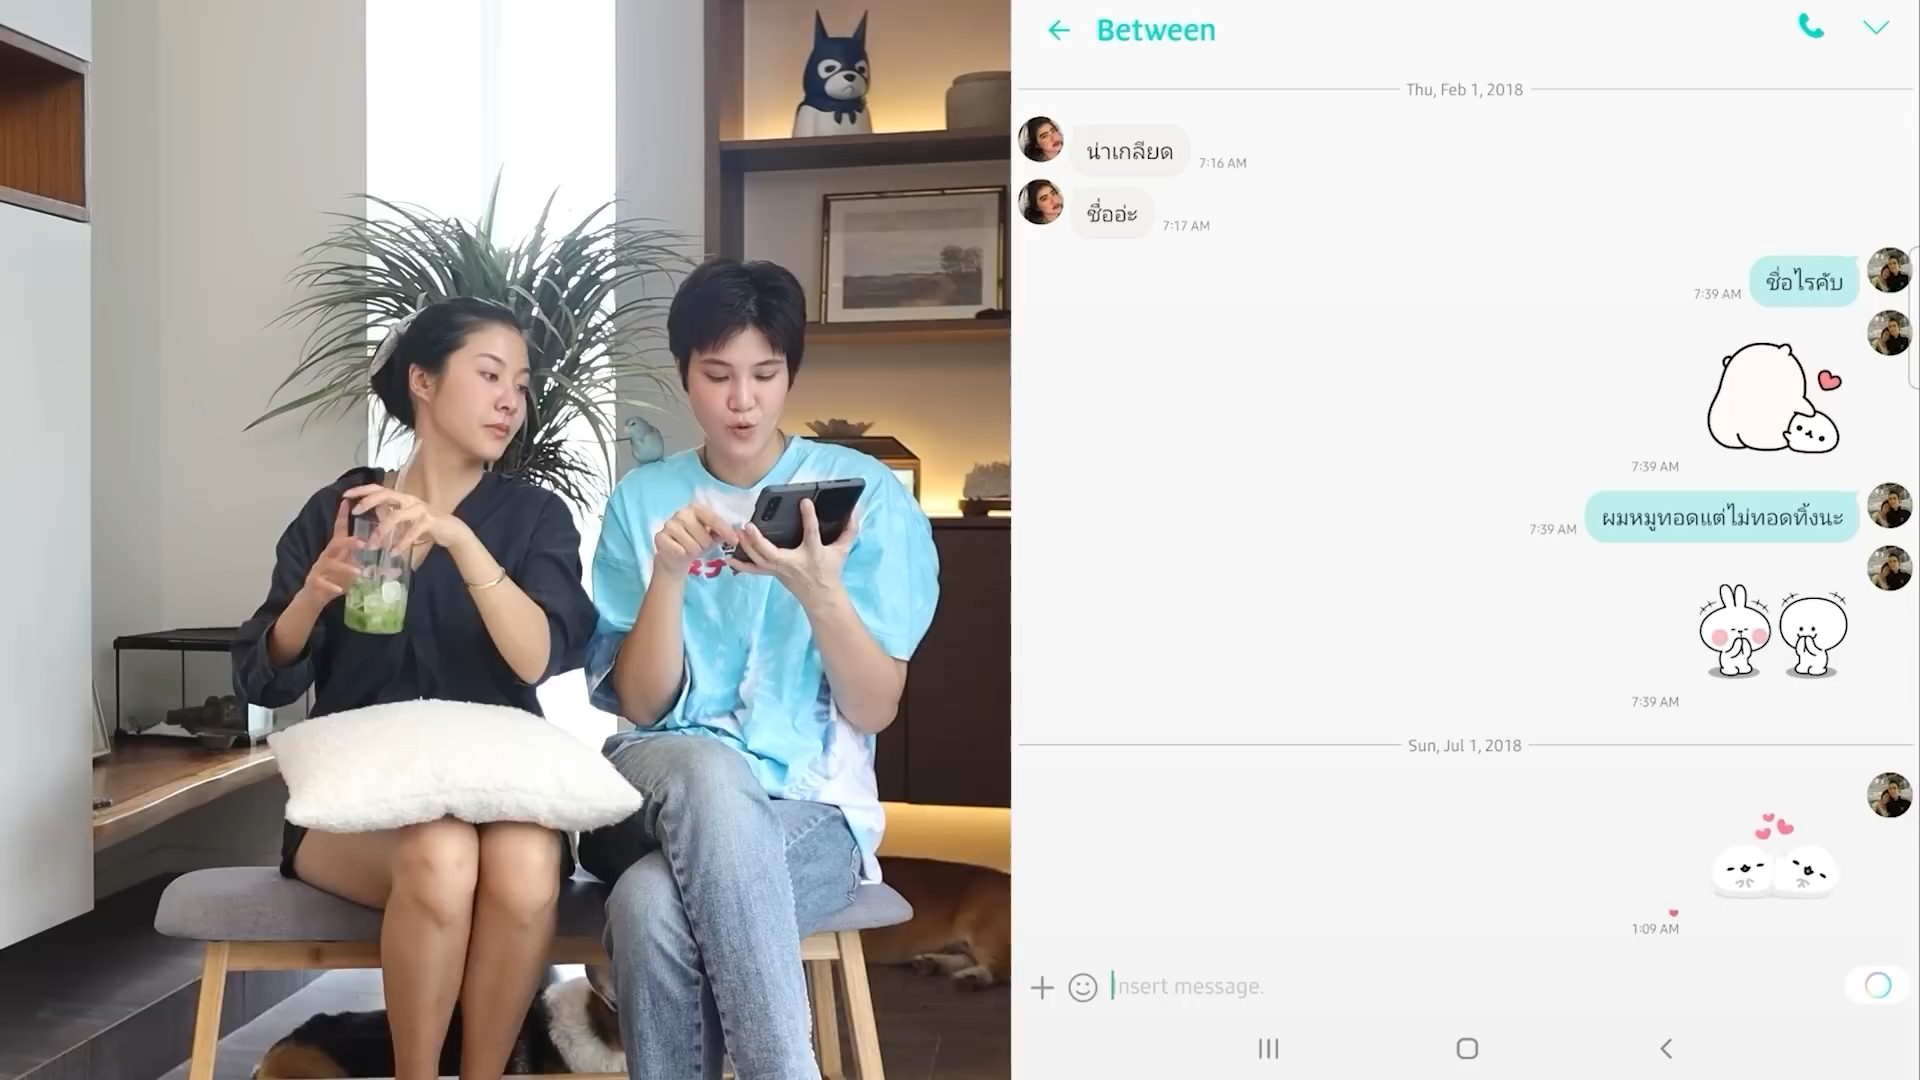 Between
Thu, Feb 1, 2018
น่าเกลียด
7:16 AM
ชื่ออ่ะ
7:17 AM
ชื่อไรคับ
7:39 AM
7:39 AM
ผมหมูทอดแต่ไม่ทอดทิ้งนะ
7:39 AM
7:39 AM
Sun, Jul 1, 2018
1:09 AM
Insert message.